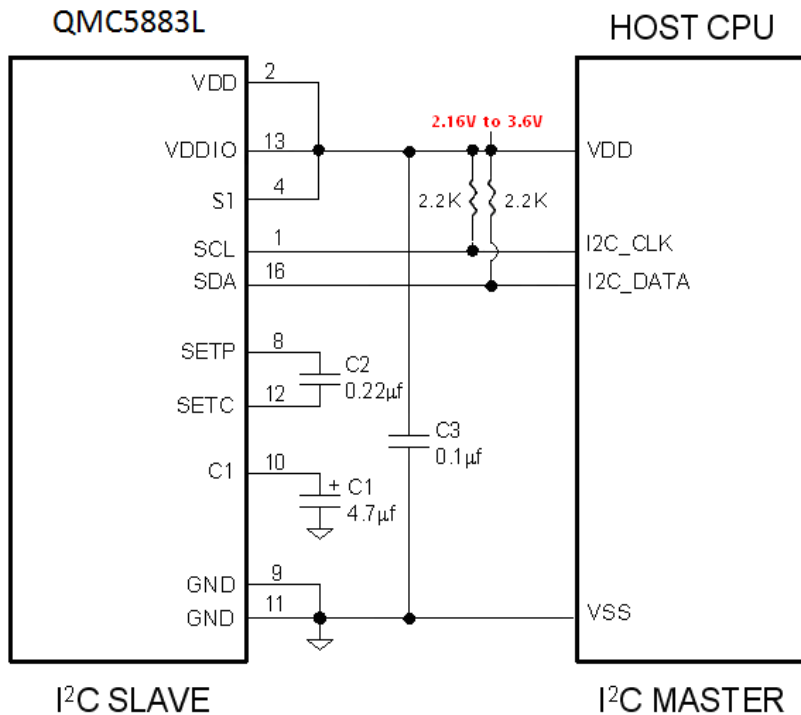 QMC5883L
HOST CPU
VDD
2
2.16V to 3.6V
VDDIO
13
VDD
S1
4
2.2K
2.2K
SCL
1
I2C_CLK
SDA
16
I2C_DATA
SETP
8
C2
0.22µf
SETC
12
C3
0.1µf
C1
10
+ C1
4.7µf
GND
9
GND
11
VSS
I²C SLAVE
I²C MASTER